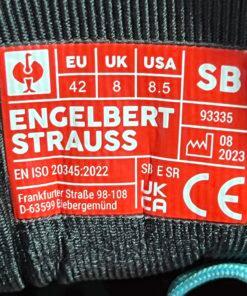 EU UK USA SB
42 8 8.5
ENGELBERT
STRAUSS
93335
08
2023
EN ISO 20345:2022
SB E SR
Frankfurter Straße 98-108
D-63599 Biebergemünd
UK
CA
CE